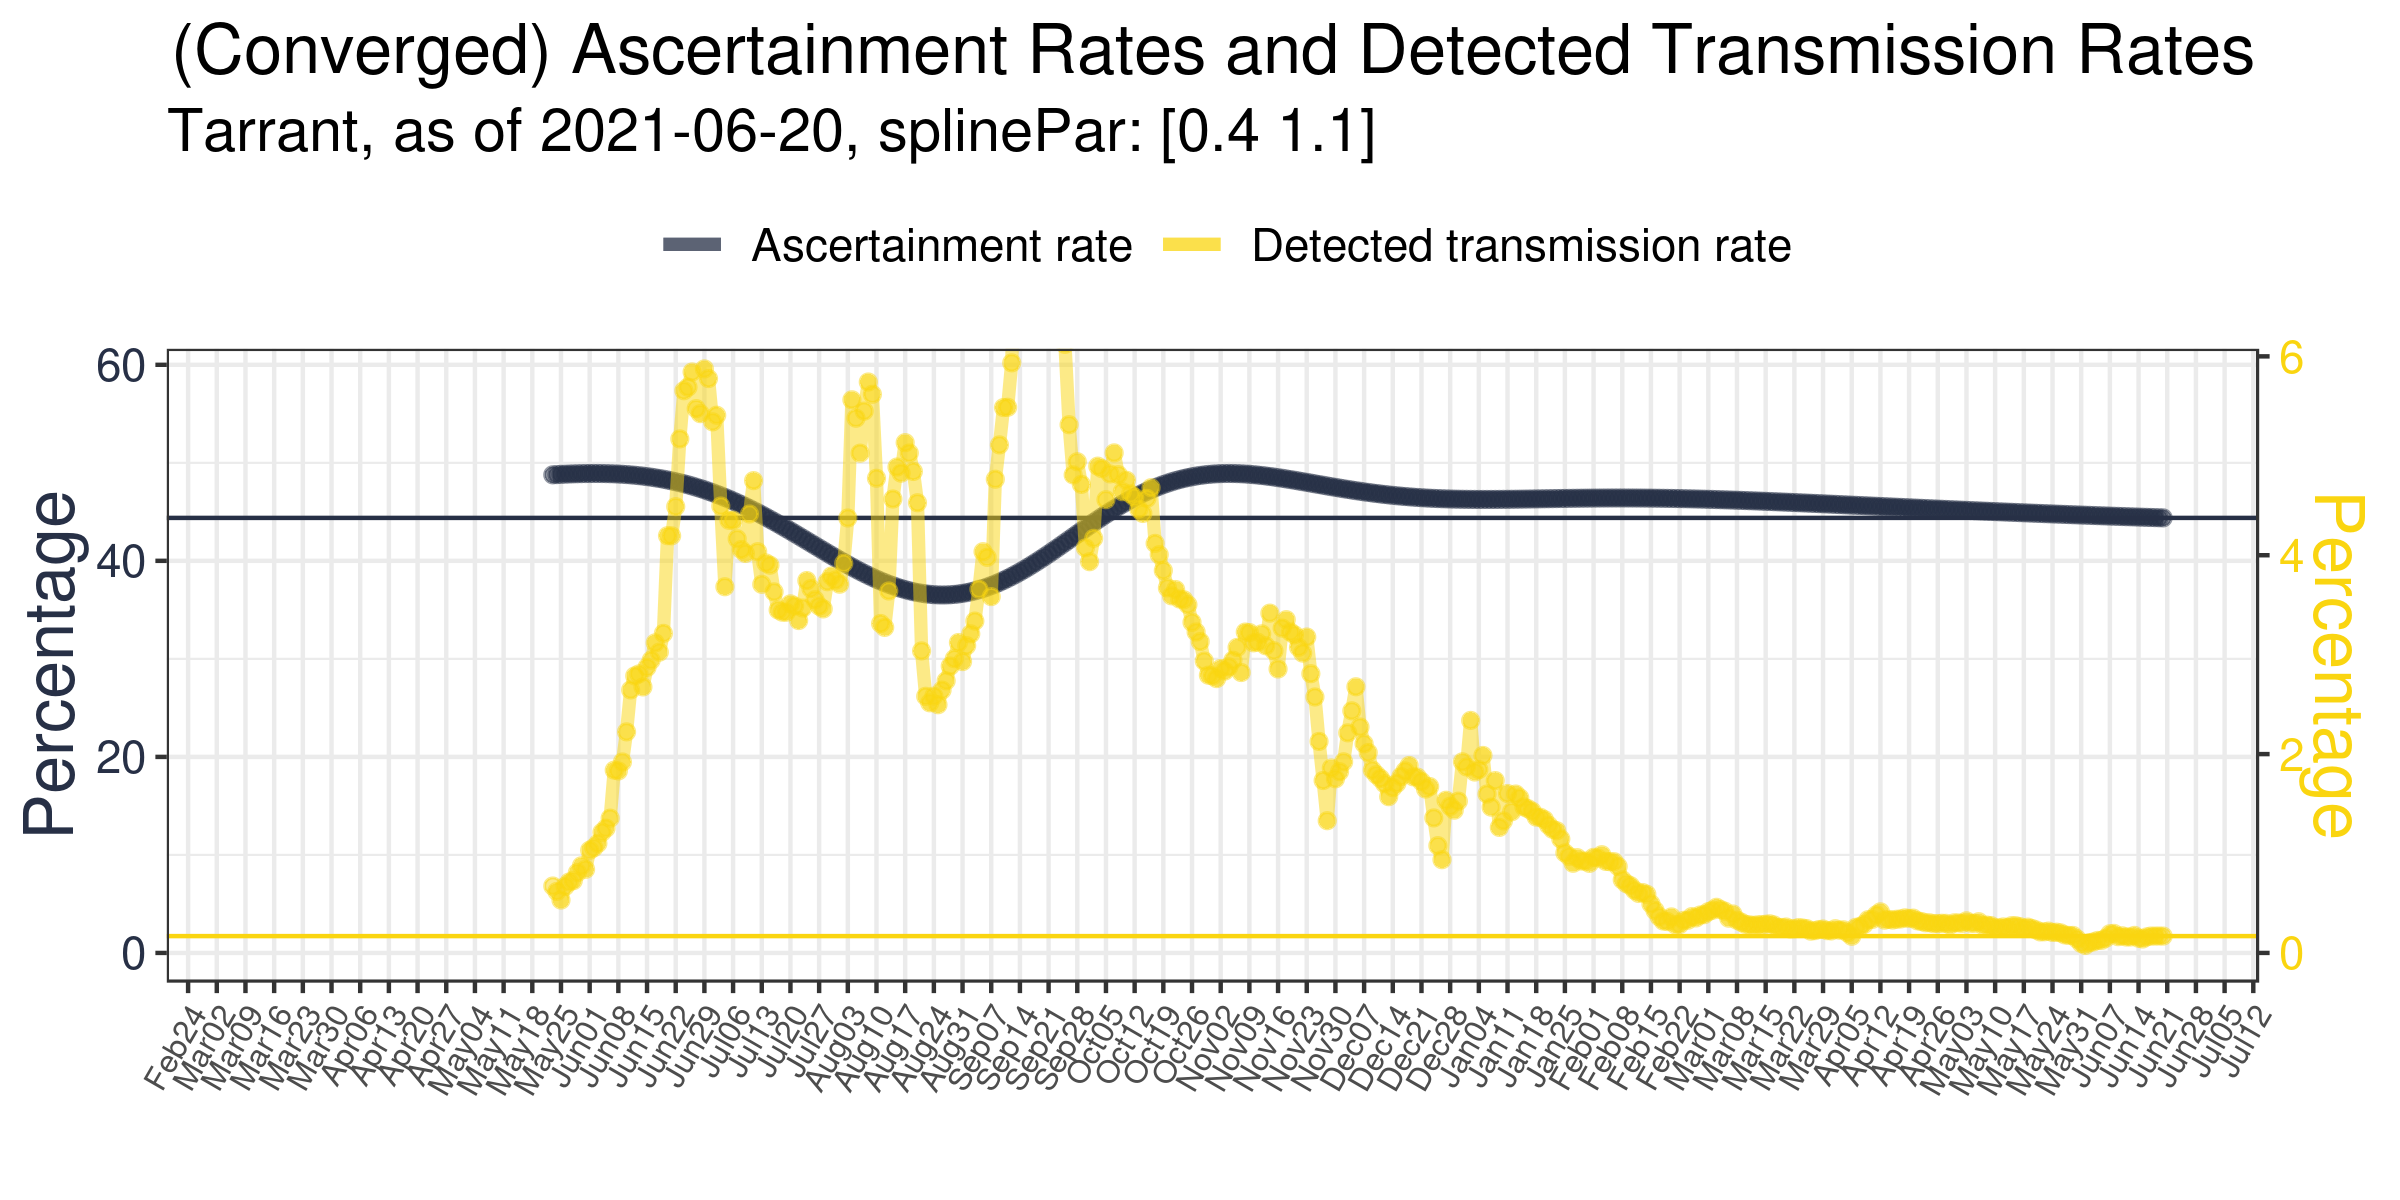 (Converged) Ascertainment Rates and Detected Transmission Rates
Tarrant, as of 2021-06-20, splinePar: [0.4 1.1]
Ascertainment rate
Detected transmission rate
Percentage
60
40
20
0
6
4
2
0
Percentage
Feb24
Mar02
Mar09
Mar16
Mar23
Mar30
Apr06
Apr13
Apr20
Apr27
May04
May11
May18
May25
Jun01
Jun08
Jun15
Jun22
Jun29
Jul06
Jul13
Jul20
Jul27
Aug03
Aug10
Aug17
Aug24
Aug31
Sep07
Sep14
Sep21
Sep28
Oct05
Oct12
Oct19
Oct26
Nov02
Nov09
Nov16
Nov23
Nov30
Dec07
Dec14
Dec21
Dec28
Jan04
Jan11
Jan18
Jan25
Feb01
Feb08
Feb15
Feb22
Mar01
Mar08
Mar15
Mar22
Mar29
Apr05
Apr12
Apr19
Apr26
May03
May10
May17
May24
May31
Jun07
Jun14
Jun21
Jun28
Jul05
Jul12